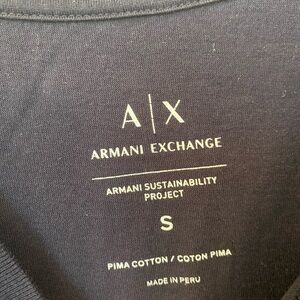 A|X
ARMANI EXCHANGE
ARMANI SUSTAINABILITY
PROJECT
S
PIMA COTTON / COTON PIMA
MADE IN PERU